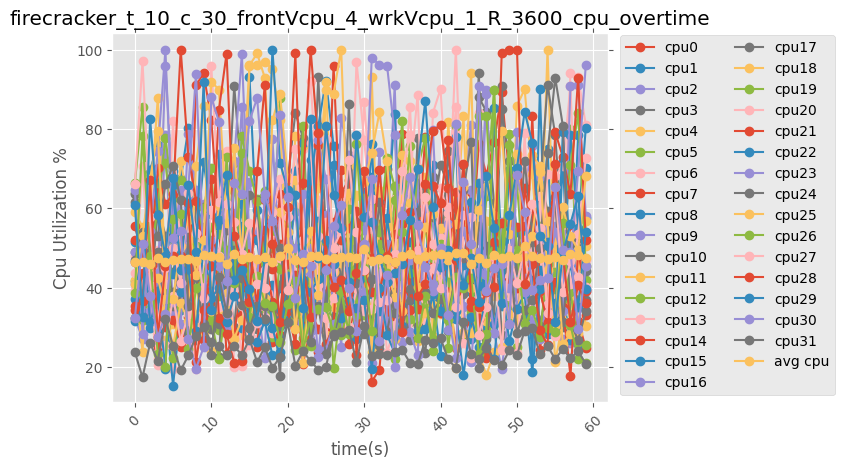 firecracker_t_10_c_30_frontVcpu_4_wrkVcpu_1_R_3600_cpu_overtime
Cpu Utilization %
100
80
60
40
20
0
10
20
30
40
50
60
time(s)
cpu0
cpu1
cpu2
cpu3
cpu4
cpu5
cpu6
cpu7
cpu8
cpu9
cpu10
cpu11
cpu12
cpu13
cpu14
cpu15
cpu16
cpu17
cpu18
cpu19
cpu20
cpu21
cpu22
cpu23
cpu24
cpu25
cpu26
cpu27
cpu28
cpu29
cpu30
cpu31
avg cpu